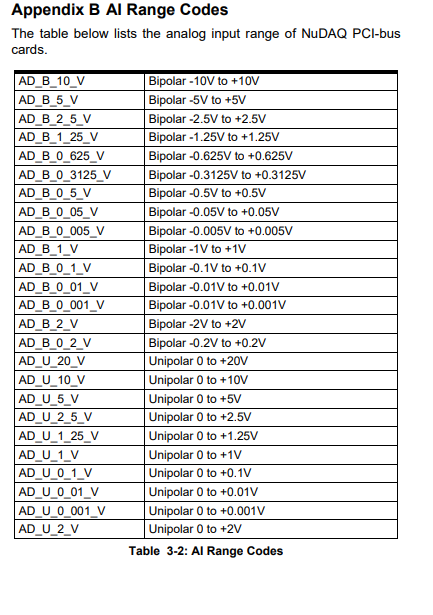 Appendix B AI Range Codes
The table below lists the analog input range of NuDAQ PCI-bus
cards.
AD_B_10_V Bipolar -10V to +10V
AD_B_5_V Bipolar -5V to +5V
AD_B_2_5_V Bipolar -2.5V to +2.5V
AD_B_1_25_V Bipolar -1.25V to +1.25V
AD_B_0_625_V Bipolar -0.625V to +0.625V
AD_B_0_3125_V Bipolar -0.3125V to +0.3125V
AD_B_0_5_V Bipolar -0.5V to +0.5V
AD_B_0_05_V Bipolar -0.05V to +0.05V
AD_B_0_005_V Bipolar -0.005V to +0.005V
AD_B_1_V Bipolar -1V to +1V
AD_B_0_1_V Bipolar -0.1V to +0.1V
AD_B_0_01_V Bipolar -0.01V to +0.01V
AD_B_0_001_V Bipolar -0.01V to +0.001V
AD_B_2_V Bipolar -2V to +2V
AD_B_0_2_V Bipolar -0.2V to +0.2V
AD_U_20_V Unipolar 0 to +20V
AD_U_10_V Unipolar 0 to +10V
AD_U_5_V Unipolar 0 to +5V
AD_U_2_5_V Unipolar 0 to +2.5V
AD_U_1_25_V Unipolar 0 to +1.25V
AD_U_1_V Unipolar 0 to +1V
AD_U_0_1_V Unipolar 0 to +0.1V
AD_U_0_01_V Unipolar 0 to +0.01V
AD_U_0_001_V Unipolar 0 to +0.001V
AD_U_2_V Unipolar 0 to +2V
Table 3-2: AI Range Codes